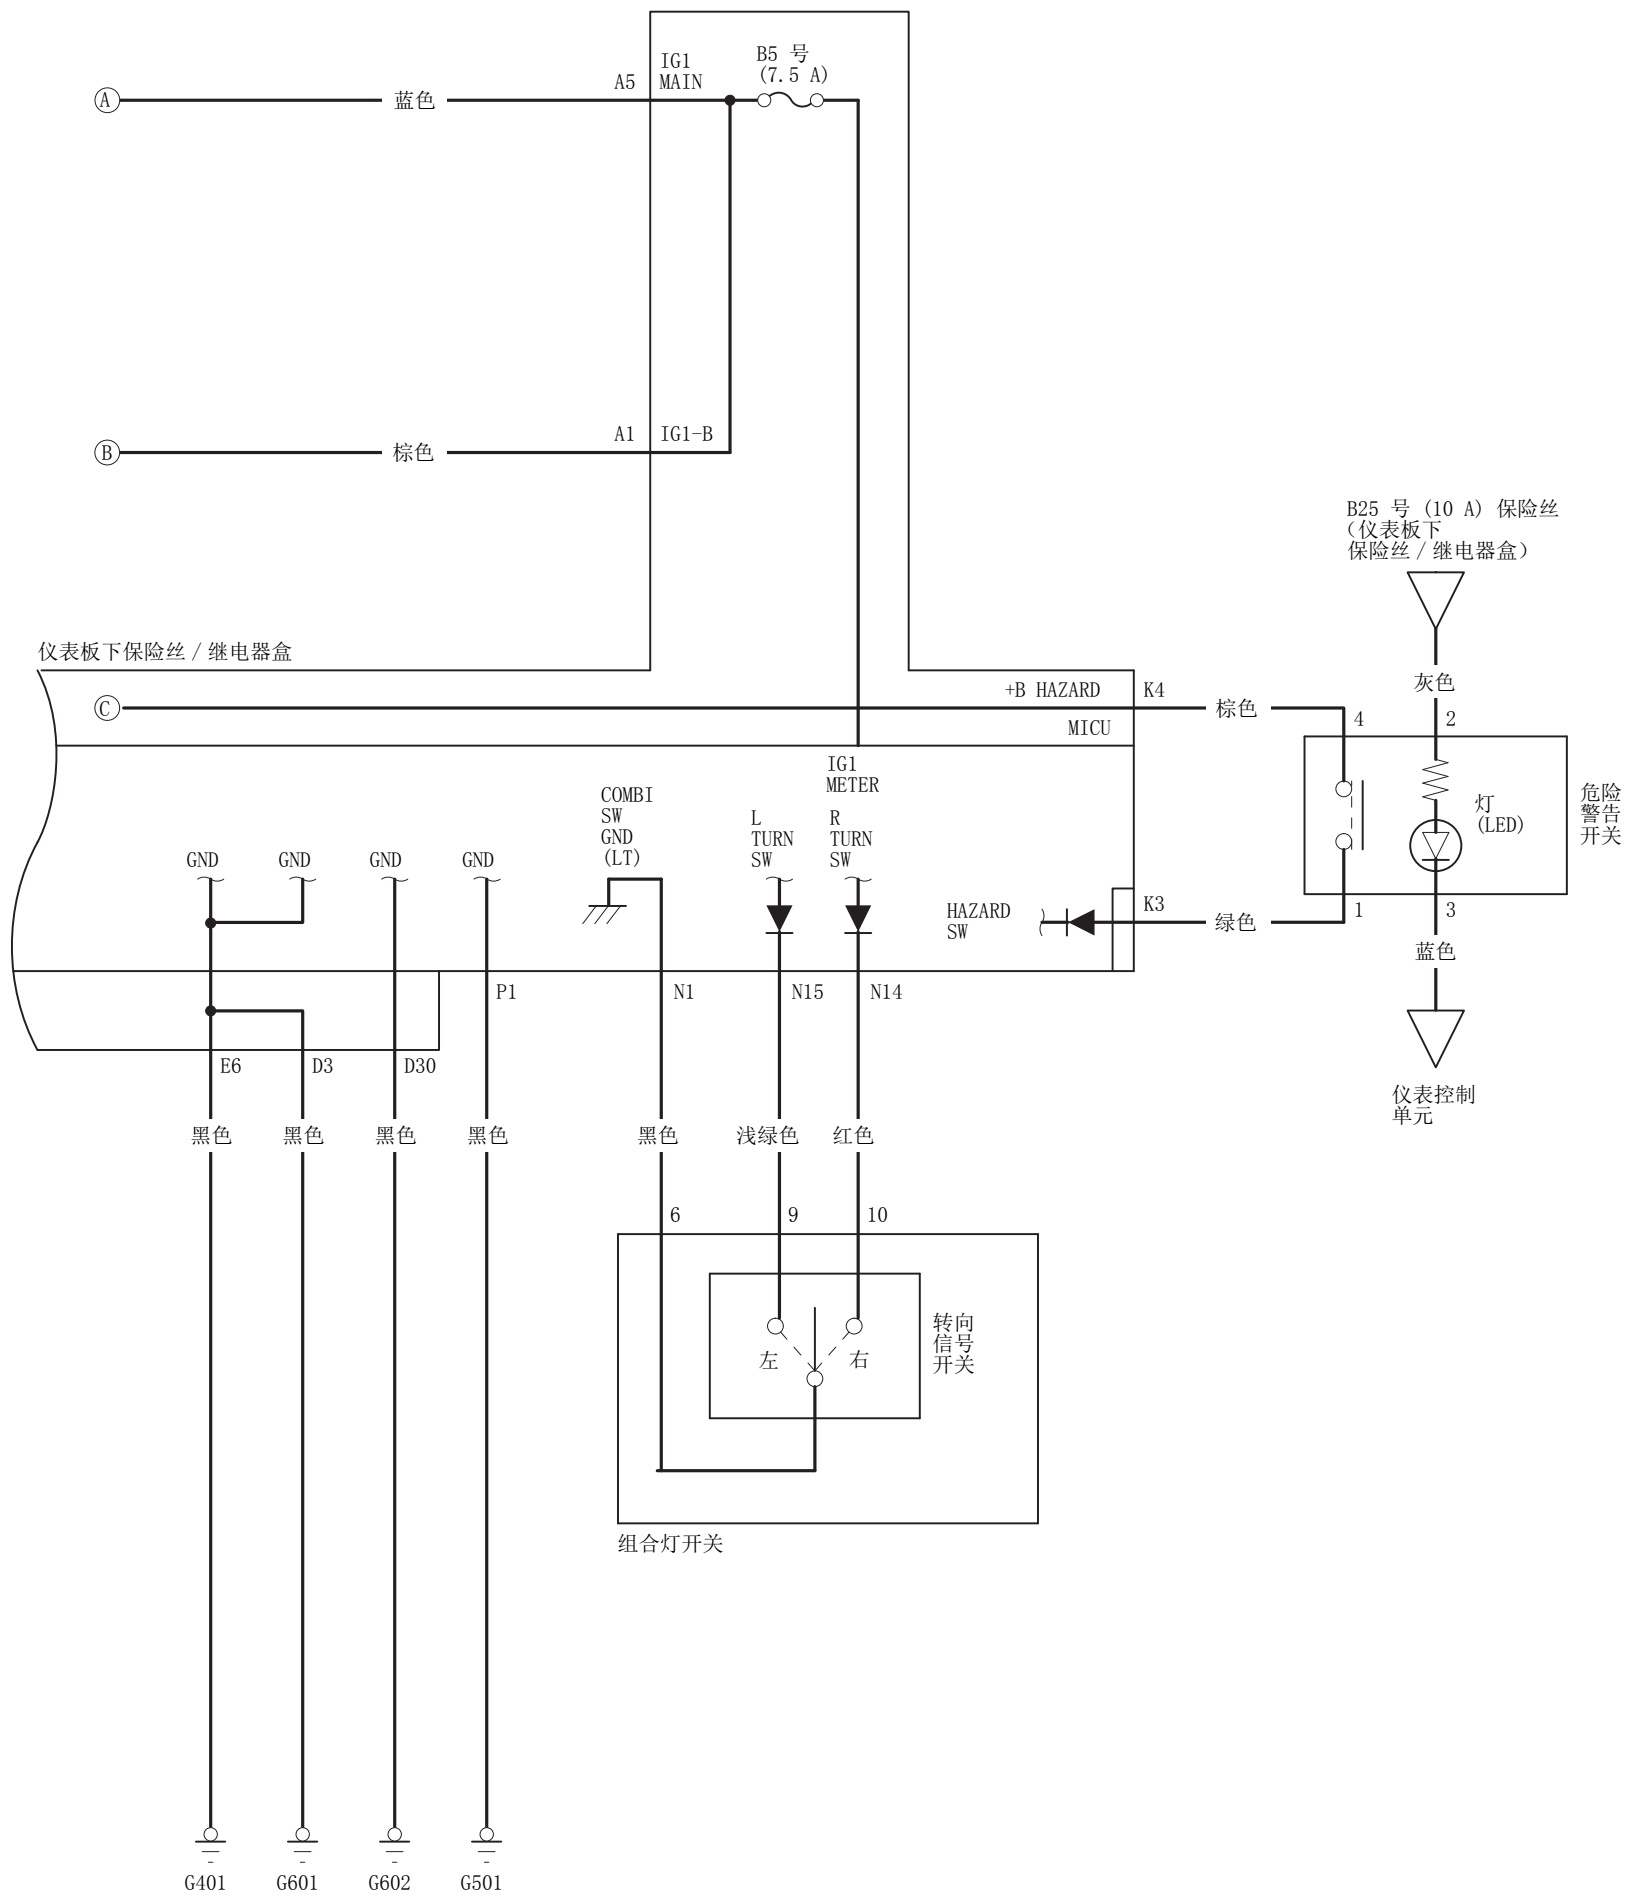 IG1
MAIN
B5 号
(7.5 A)
A5
A
蓝色
A1
IG1-B
B
棕色
B25 号 (10 A) 保险丝
(仪表板下
保险丝 / 继电器盒)
仪表板下保险丝 / 继电器盒
灰色
+B HAZARD
K4
C
棕色
4
2
MICU
IG1
METER
COMBI
SW
GND
(LT)
L
TURN
SW
R
TURN
SW
灯
(LED)
危险
警告
开关
GND
GND
GND
GND
HAZARD
SW
K3
绿色
1
3
蓝色
P1
N1
N15
N14
E6
D3
D30
仪表控制
单元
黑色
黑色
黑色
黑色
黑色
浅绿色
红色
6
9
10
左
右
转向
信号
开关
组合灯开关
G401
G601
G602
G501